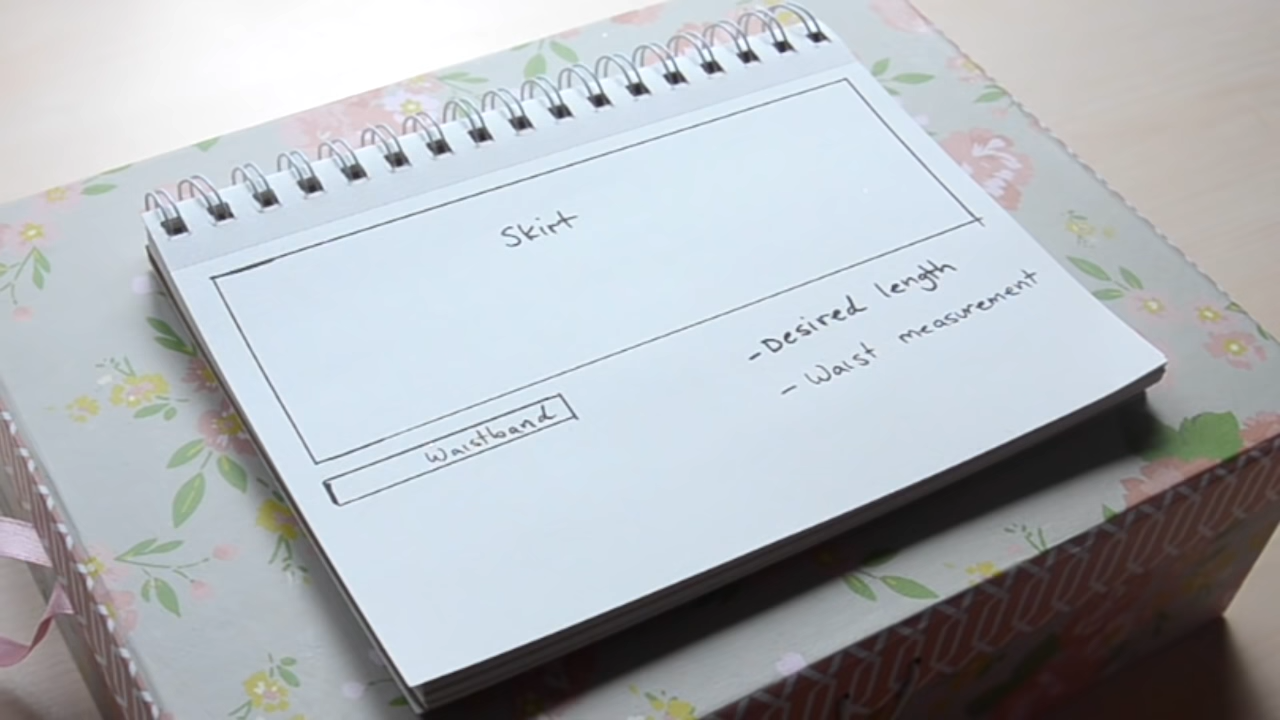 Skirt
- Desired length
- Waist measurement
Waistband